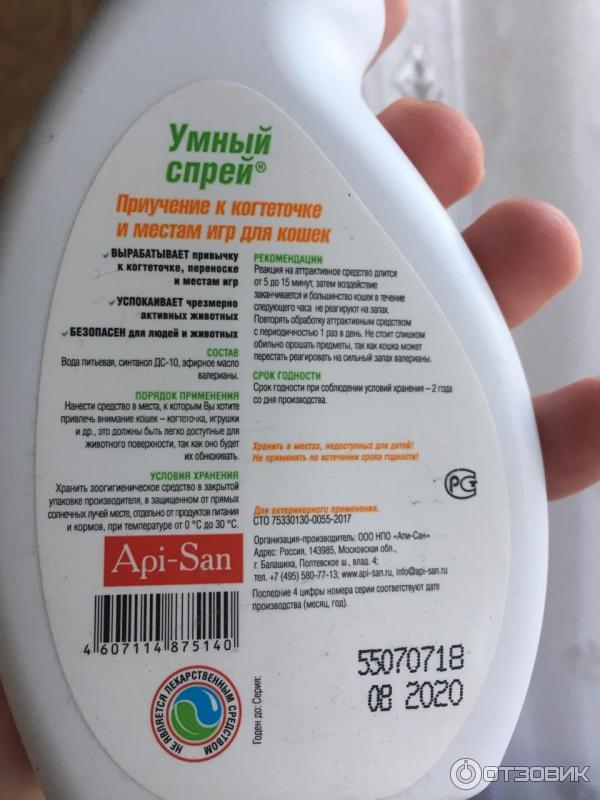 Умный
спрей®
Приучение к когтеточке
и местам игр для кошек
ВЫРАБАТЫВАЕТ привычку
к когтеточке, переноске
и местам игр
УСПОКАИВАЕТ чрезмерно
активных животных
БЕЗОПАСЕН для людей и животных
СОСТАВ
Вода питьевая, синтанол ДС-10, эфирное масло
валерианы.
ПОРЯДОК ПРИМЕНЕНИЯ
Нанести средство в места, к которым Вы хотите
привлечь внимание кошек – когтеточка, игрушки
и др., это должны быть легко доступные для
животного поверхности, так как оно будет
их обнюхивать.
УСЛОВИЯ ХРАНЕНИЯ
Хранить зоогигиеническое средство в закрытой
упаковке производителя, в защищенном от прямых
солнечных лучей месте, отдельно от продуктов питания
и кормов, при температуре от 0 °С до 30 °С.
РЕКОМЕНДАЦИИ
Реакция на аттрактивное средство длится
от 5 до 15 минут, затем воздействие
заканчивается и большинство кошек в течение
следующего часа не реагируют на запах.
Повторять обработку аттрактивным средством
с периодичностью 1 раз в день. Не стоит слишком
обильно орошать предметы, так как кошка может
перестать реагировать на сильный запах валерианы.
СРОК ГОДНОСТИ
Срок годности при соблюдении условий хранения – 2 года
со дня производства.
Хранить в местах, недоступных для детей!
Не применять по истечении срока годности!
РСТ
Для ветеринарного применения.
СТО 75330130-0055-2017
Организация-производитель: ООО НПО «Апи-Сан»
Адрес: Россия, 143985, Московская обл.,
г. Балашиха, Полтевское ш., влад. 4;
тел. +7 (495) 580-77-13; www.api-san.ru, info@api-san.ru
Последние 4 цифры номера серии соответствуют дате
производства (месяц, год).
Api-San
4 607114 875140
НЕ ЯВЛЯЕТСЯ ЛЕКАРСТВЕННЫМ СРЕДСТВОМ
Годен до: Серия:
55070718
08 2020
ОТЗОВИК